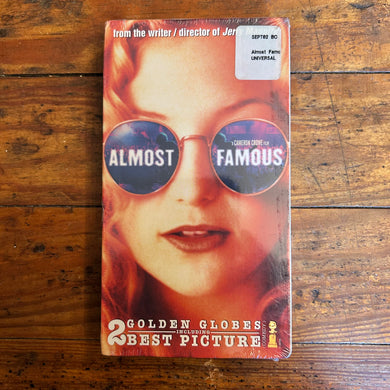 from the writer / director of Jerry
SEPT02 BO
Almost Famo
UNIVERSAL
A CAMERON CROWE FILM
ALMOST FAMOUS
2 GOLDEN GLOBES
INCLUDING
BEST PICTURE